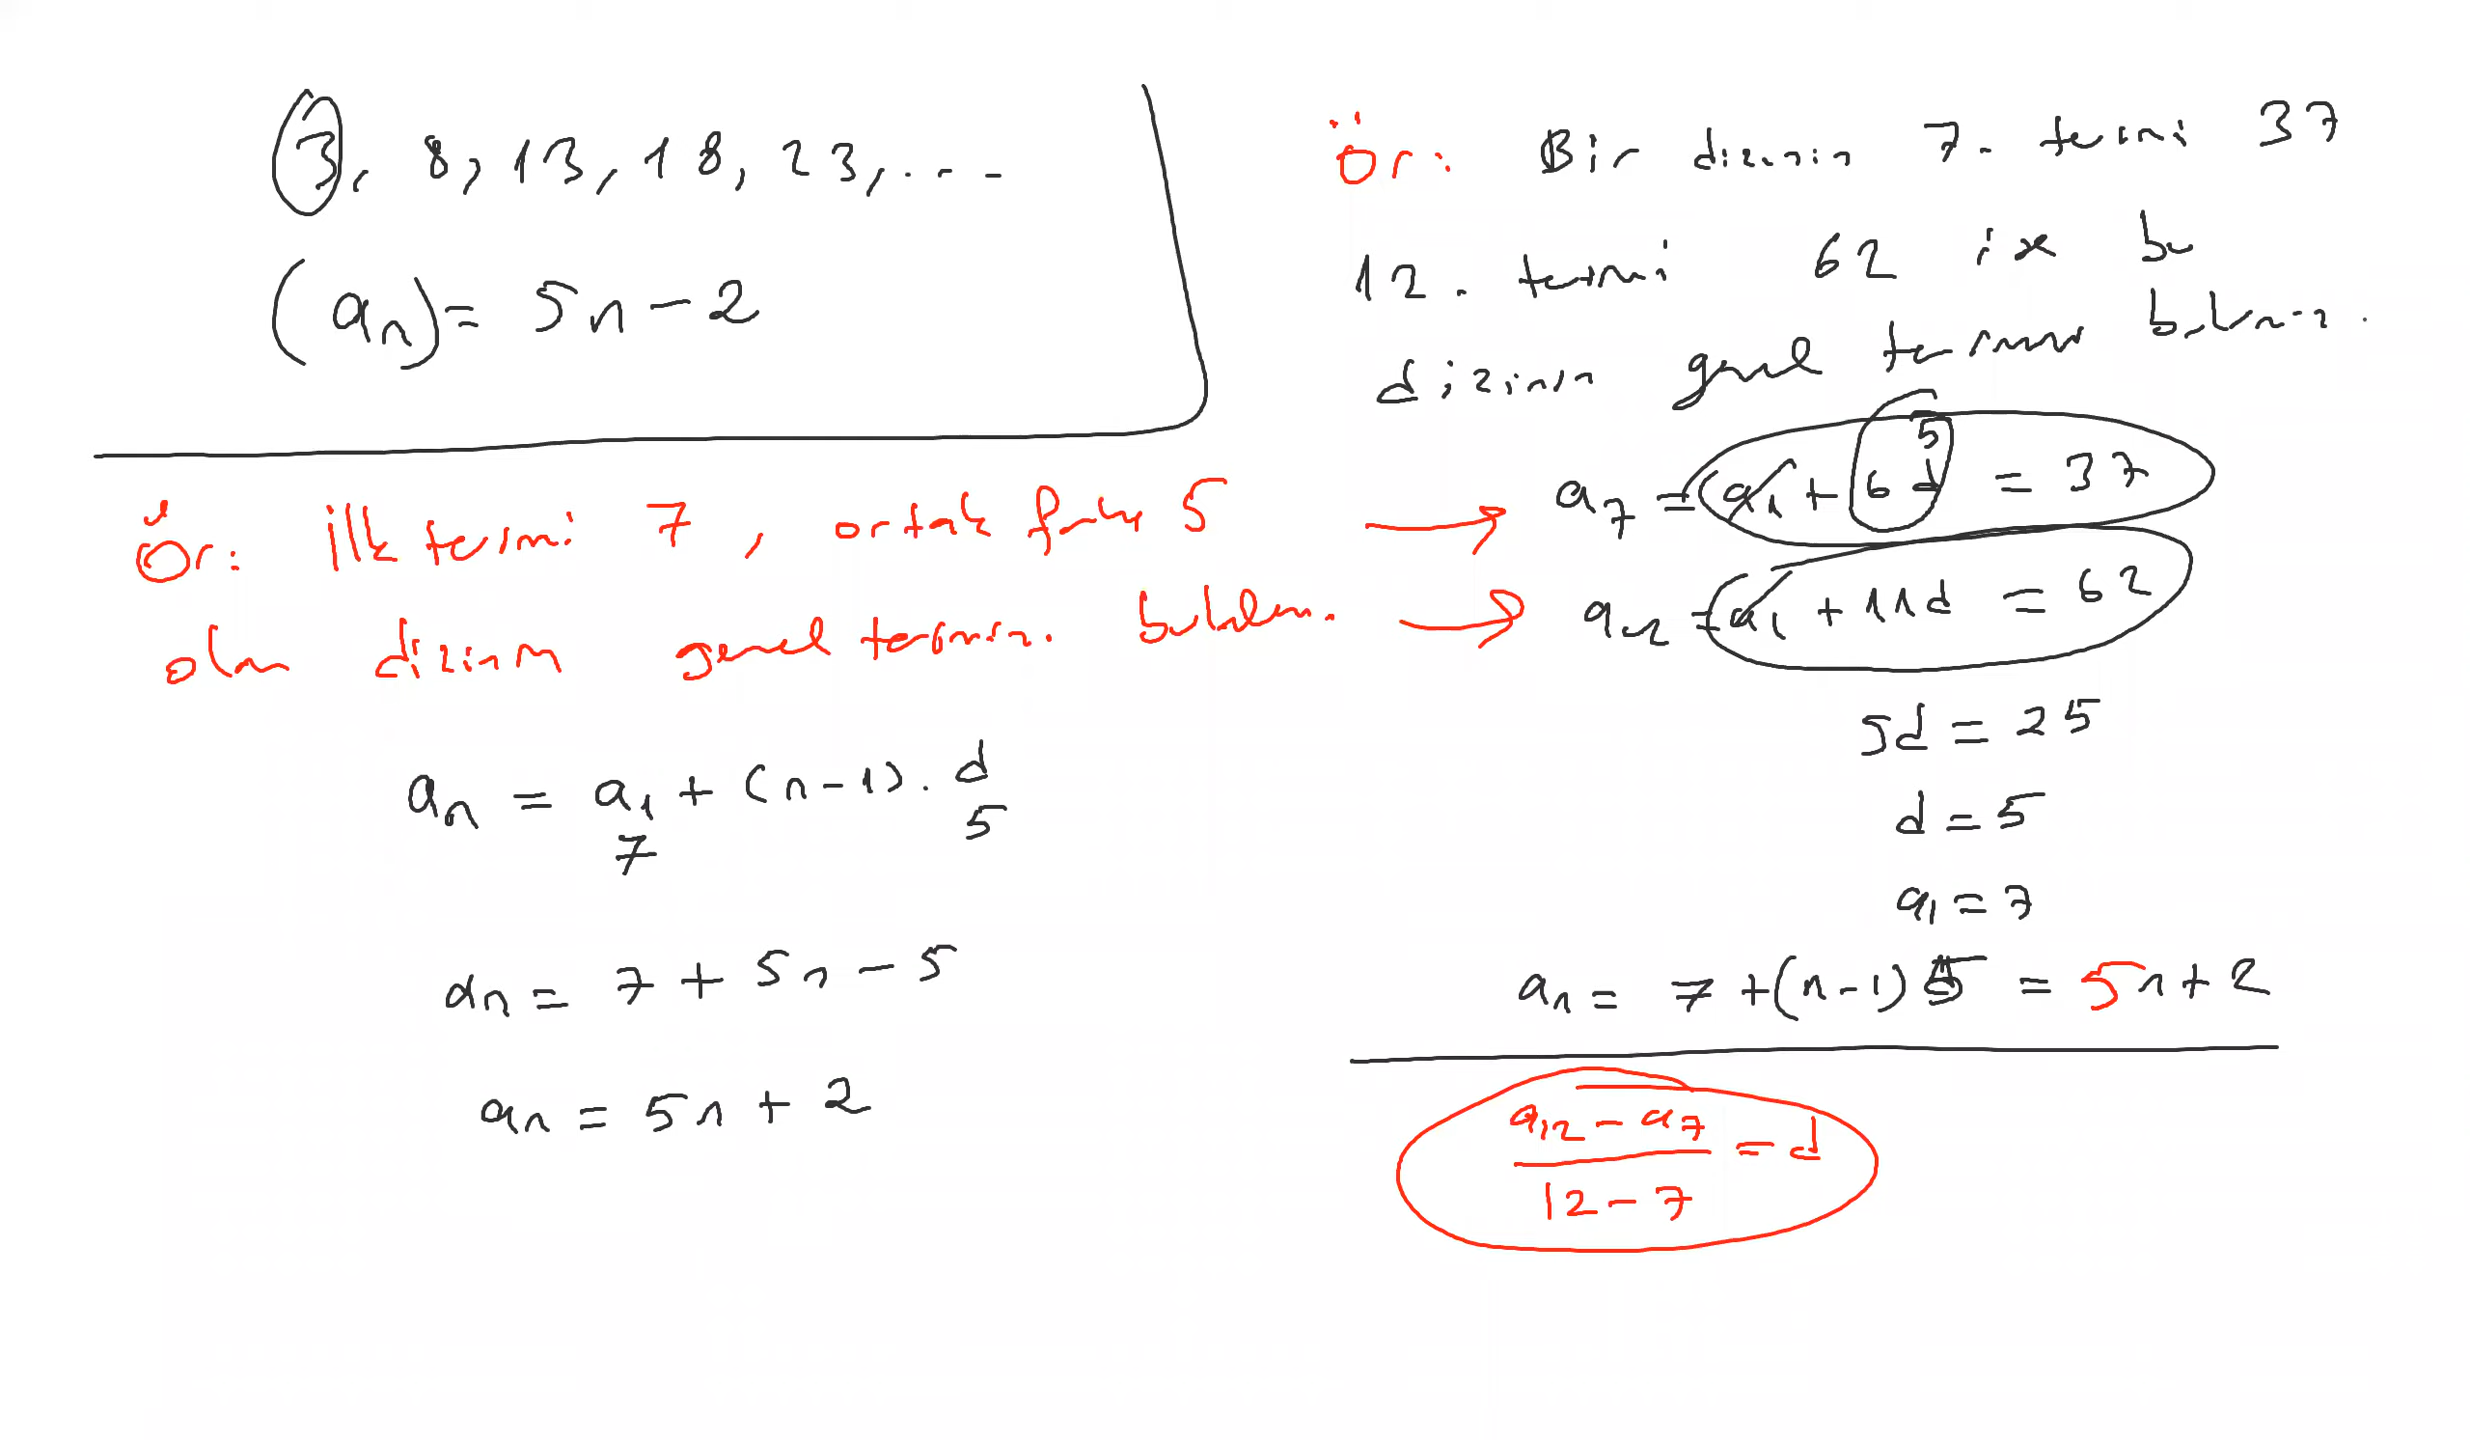 3, 8, 13, 18, 23, ...
(an) = 5n - 2
Ör: İlk terimi 7, ortak farkı 5
olan dizinin genel terimini bulalım.
an = a1 + (n-1).d
7 5
an = 7 + 5n - 5
an = 5n + 2
Ör: Bir dizinin 7. terimi 37
12. terimi 62 ise bu
dizinin genel terimini bulunuz.
5
a7 = a1 + 6d = 37
a12 = a1 + 11d = 62
5d = 25
d = 5
a1 = 7
an = 7 + (n-1) 5 = 5n + 2
a12 - a7
= d
12 - 7